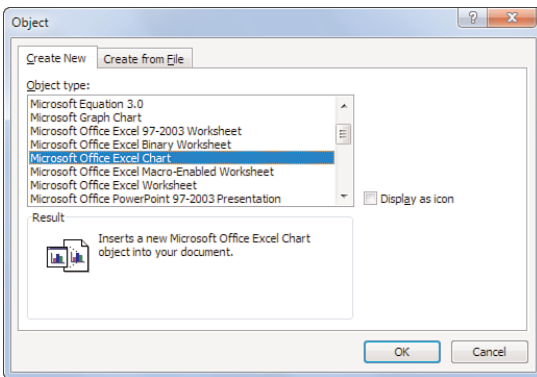 Object
Create New
Create from File
Object type:
Microsoft Equation 3.0
Microsoft Graph Chart
Microsoft Office Excel 97-2003 Worksheet
Microsoft Office Excel Binary Worksheet
Microsoft Office Excel Chart
Microsoft Office Excel Macro-Enabled Worksheet
Microsoft Office Excel Worksheet
Microsoft Office PowerPoint 97-2003 Presentation
Display as icon
Result
Inserts a new Microsoft Office Excel Chart
object into your document.
OK
Cancel